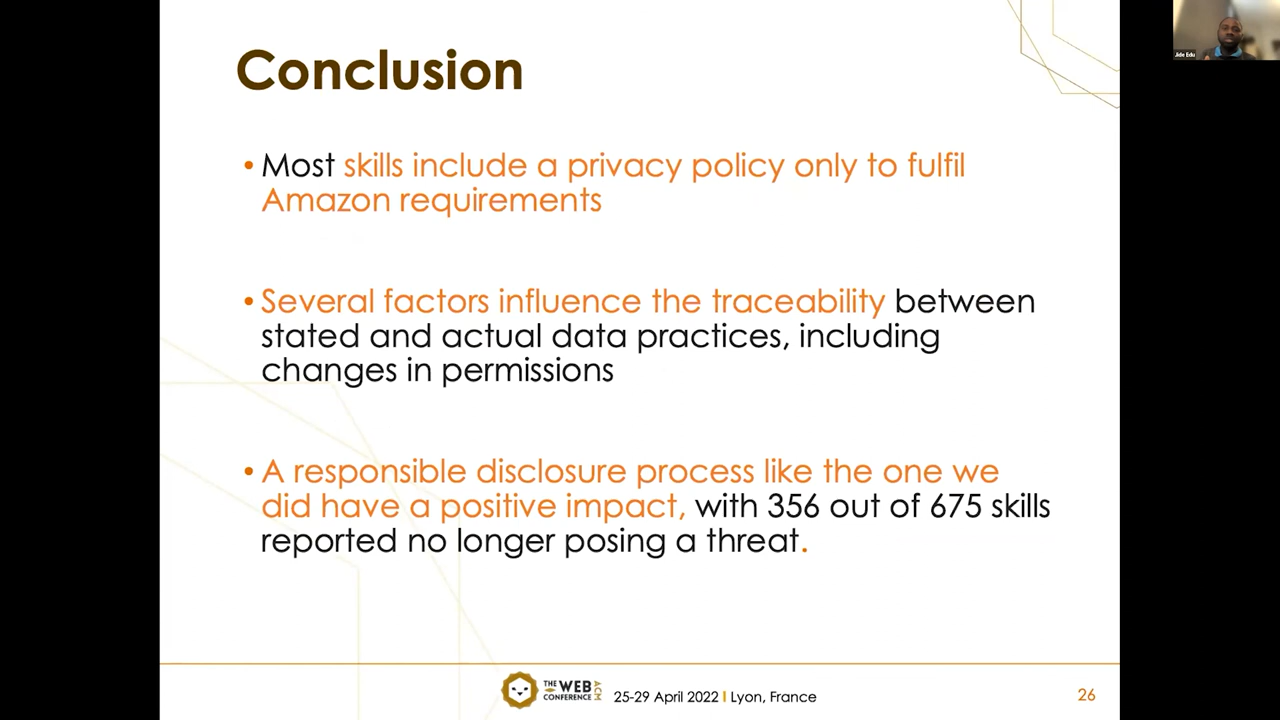 Conclusion
• Most skills include a privacy policy only to fulfil
Amazon requirements
• Several factors influence the traceability between
stated and actual data practices, including
changes in permissions
• A responsible disclosure process like the one we
did have a positive impact, with 356 out of 675 skills
reported no longer posing a threat.
THE WEB CONFERENCE ACM
25-29 April 2022 I Lyon, France
26
Jide Edu